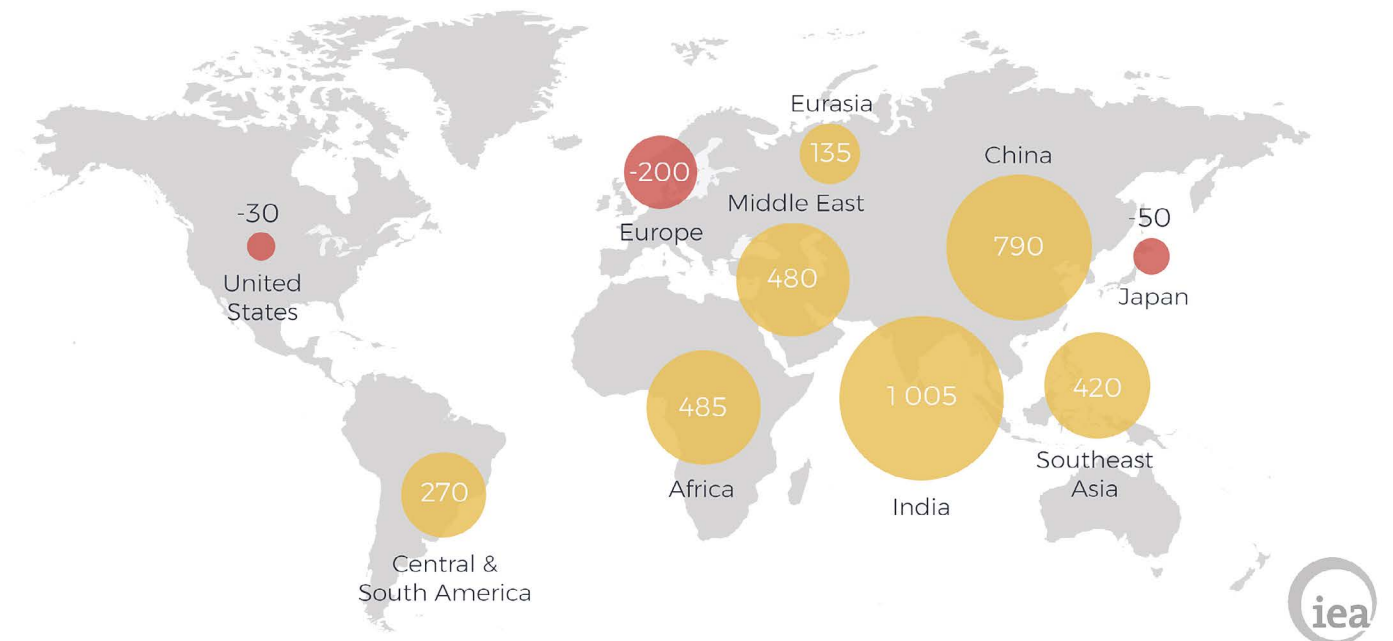 Eurasia
135
China
790
-200
Europe
Middle East
480
-30
United
States
-50
Japan
485
Africa
1 005
India
420
Southeast
Asia
270
Central &
South America
iea